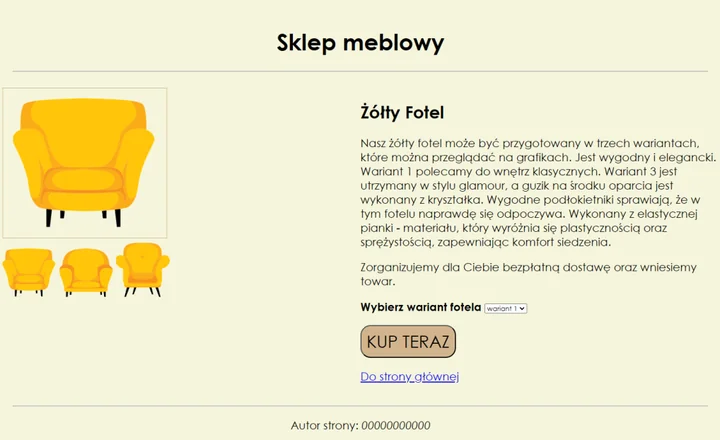 Sklep meblowy
Żółty Fotel
Nasz żółty fotel może być przygotowany w trzech wariantach,
które można przeglądać na grafikach. Jest wygodny i elegancki.
Wariant 1 polecamy do wnętrz klasycznych. Wariant 3 jest
utrzymany w stylu glamour, a guzik na środku oparcia jest
wykonany z kryształka. Wygodne podłokietniki sprawiają, że w
tym fotelu naprawdę się odpoczywa. Wykonany z elastycznej
pianki - materiału, który wyróżnia się plastycznością oraz
sprężystością, zapewniając komfort siedzenia.
Zorganizujemy dla Ciebie bezpłatną dostawę oraz wniesiemy
towar.
Wybierz wariant fotela wariant 1
KUP TERAZ
Do strony głównej
Autor strony: 00000000000